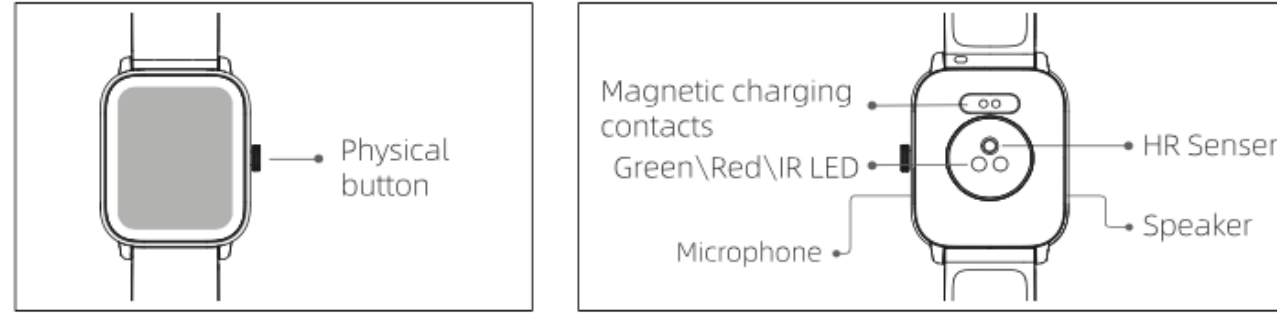 Physical
button
Magnetic charging
contacts
Green\Red\IR LED
Microphone
HR Senser
Speaker